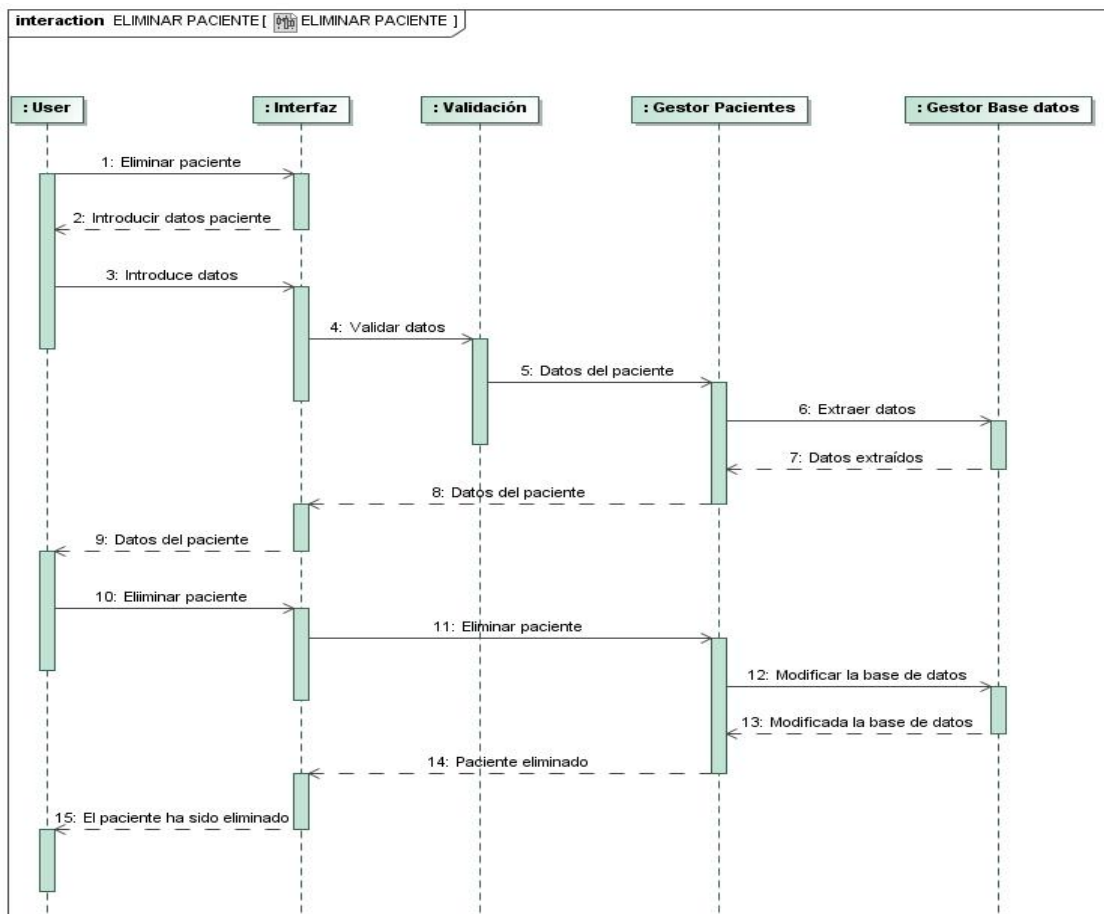 interaction ELIMINAR PACIENTE [ ELIMINAR PACIENTE ]
: User
: Interfaz
: Validación
: Gestor Pacientes
: Gestor Base datos
1: Eliminar paciente
2: Introducir datos paciente
3: Introduce datos
4: Validar datos
5: Datos del paciente
6: Extraer datos
7: Datos extraídos
8: Datos del paciente
9: Datos del paciente
10: Eliiminar paciente
11: Eliminar paciente
12: Modificar la base de datos
13: Modificada la base de datos
14: Paciente eliminado
15: El paciente ha sido eliminado